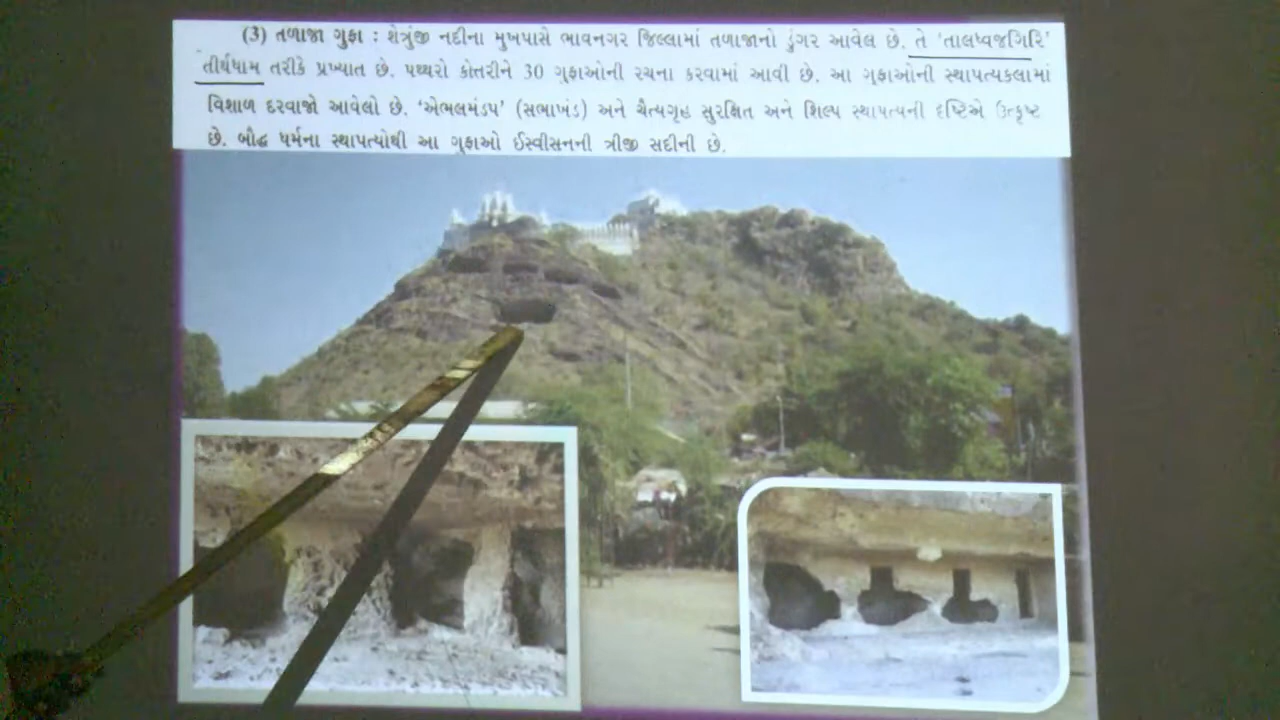 (3) તળાજા ગુફા : શેત્રુંજી નદીના મુખપાસે ભાવનગર જિલ્લામાં તળાજાનો ડુંગર આવેલ છે. તે ‘તાલધ્વજગિરિ’
તીર્થધામ તરીકે પ્રખ્યાત છે. પથ્થરો કોતરીને 30 ગુફાઓની રચના કરવામાં આવી છે. આ ગુફાઓની સ્થાપત્યકલામાં
વિશાળ દરવાજો આવેલો છે. ‘એભલમંડપ’ (સભાખંડ) અને ચૈત્યગૃહ સુરક્ષિત અને શિલ્પ સ્થાપત્યની દૃષ્ટિએ ઉત્કૃષ્ટ
છે. બૌદ્ધ ધર્મના સ્થાપત્યોથી આ ગુફાઓ ઈસ્વીસનની ત્રીજી સદીની છે.